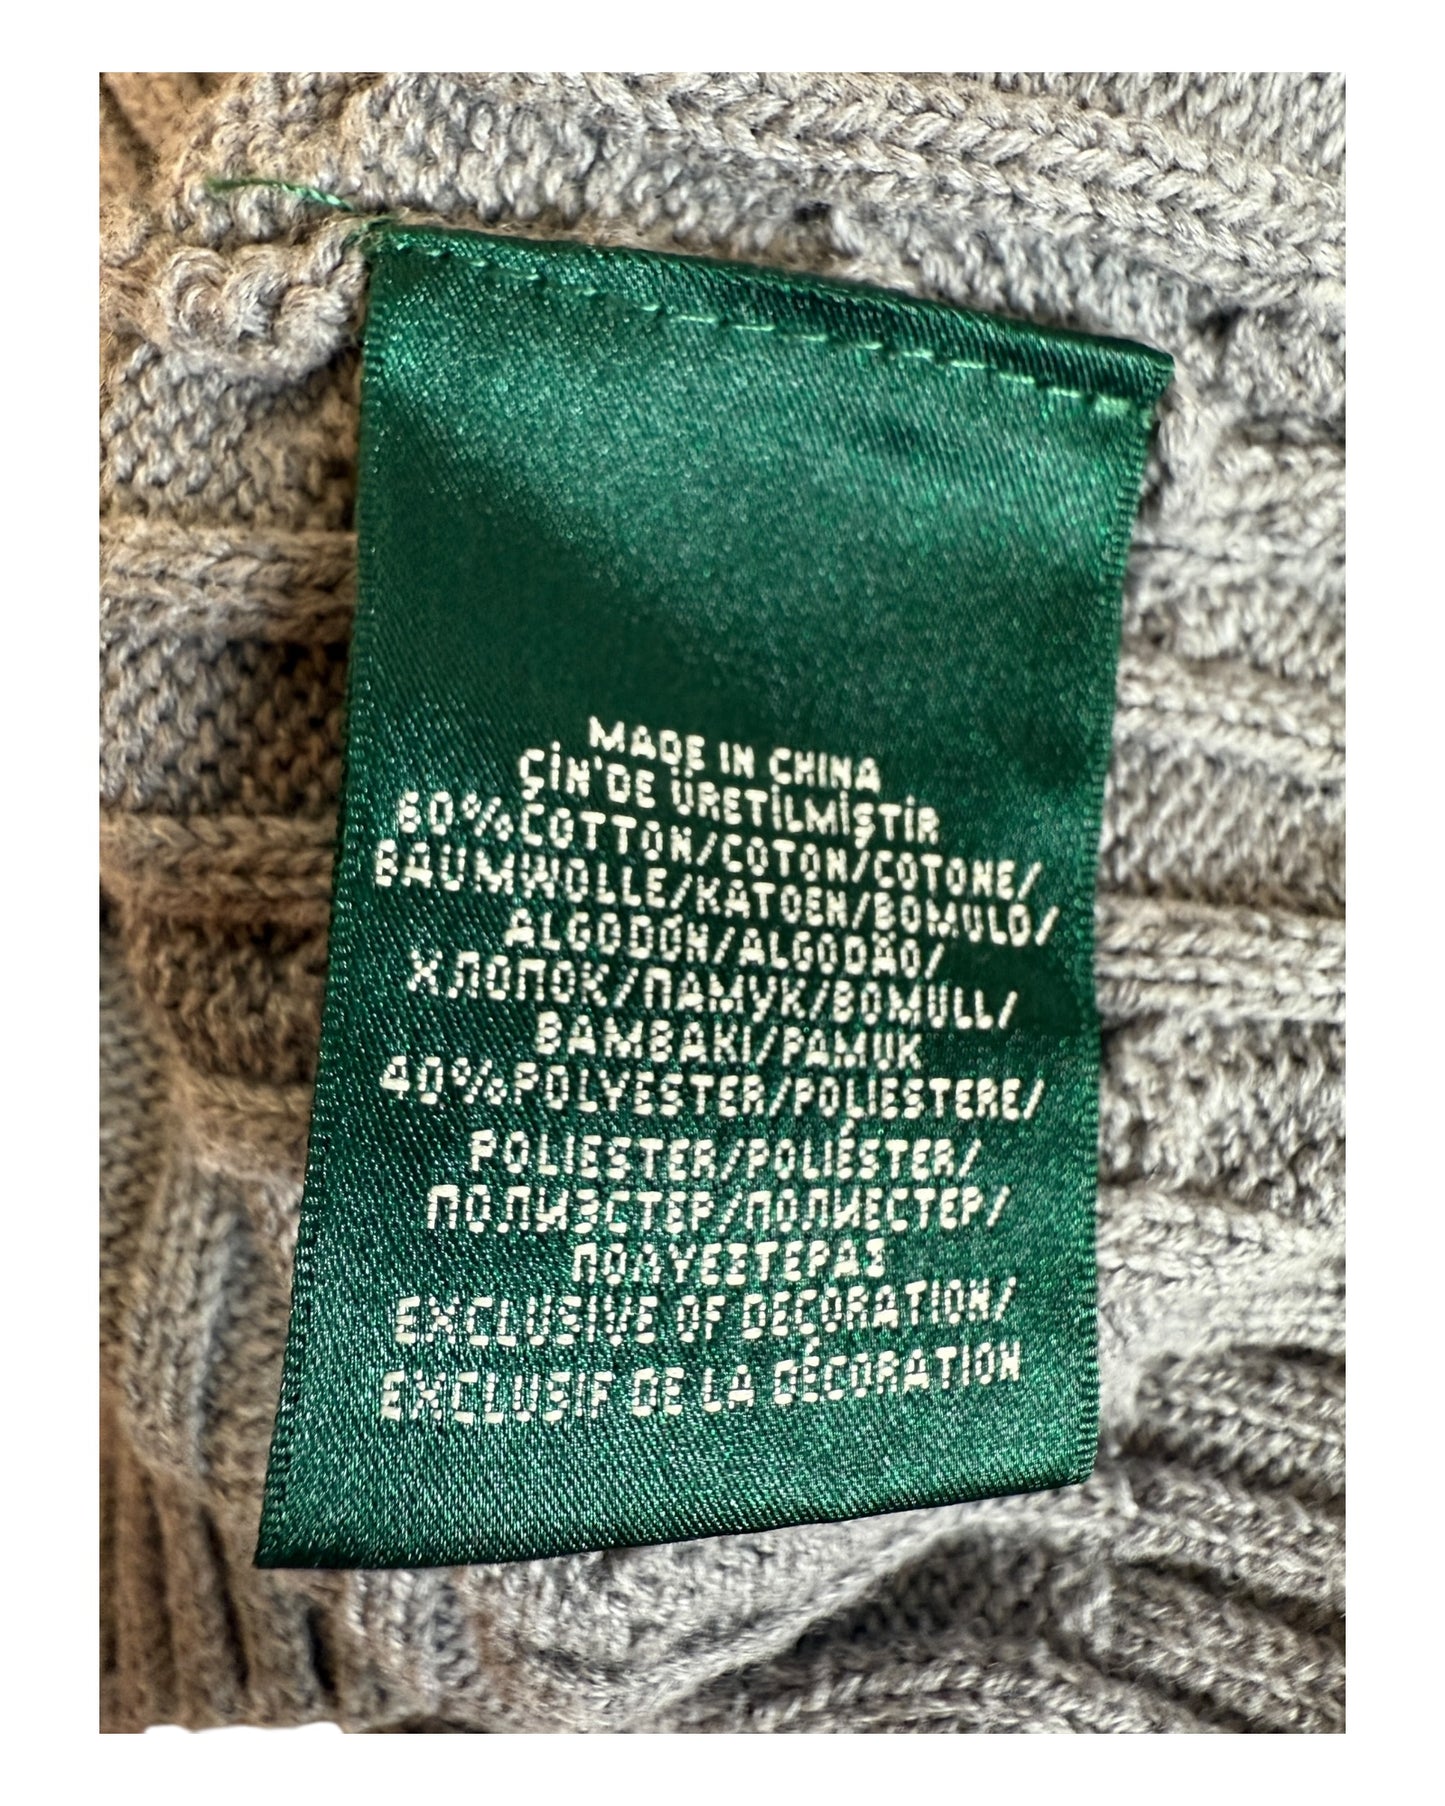 MADE IN CHINA
ÇİN'DE ÜRETİLMİŞTİR
60%COTTON/COTON/COTONE/
BAUMWOLLE/KATOEN/BOMULD/
ALGODÓN/ALGODÃO/
ХЛОПОК/ПАМУК/BOMULL/
BAMBAKI/PAMUK
40%POLYESTER/POLIESTERE/
POLIESTER/POLIÉSTER/
ПОЛИЭСТЕР/ПОЛИЕСТЕР/
ΠΟΛΥΕΣΤΕΡΑΣ
EXCLUSIVE OF DECORATION/
EXCLUSIF DE LA DÉCORATION